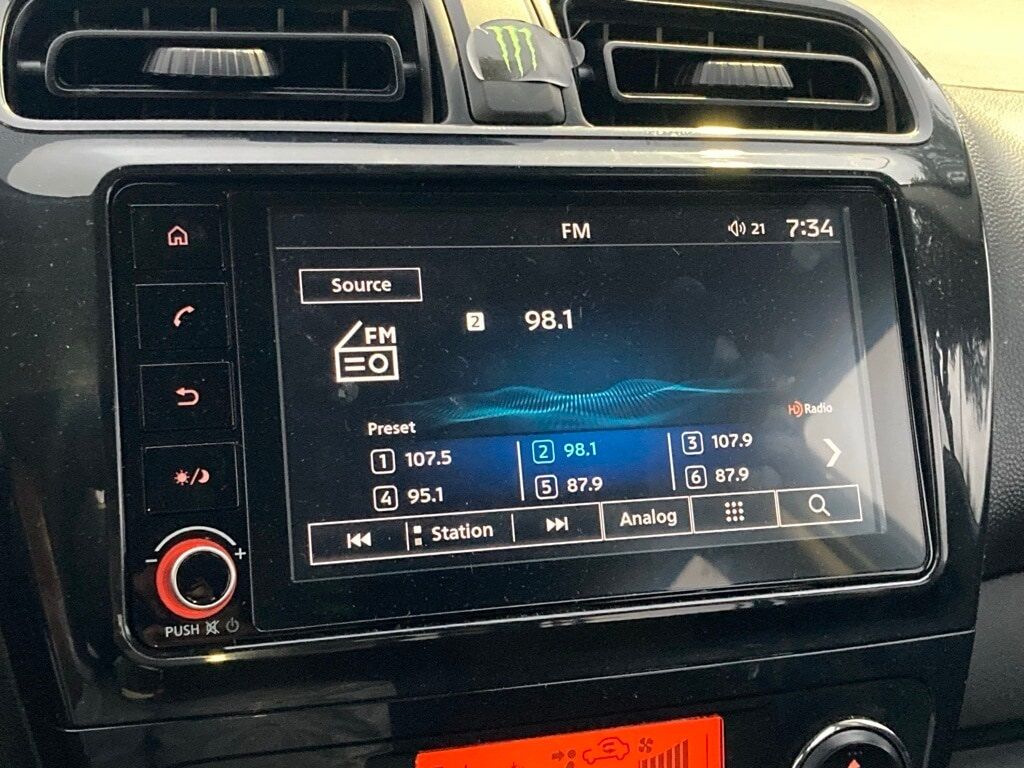 FM 21 7:34
Source
FM 2 98.1
HD Radio
Preset
1 107.5 2 98.1 3 107.9
4 95.1 5 87.9 6 87.9
Station Analog
- +
PUSH